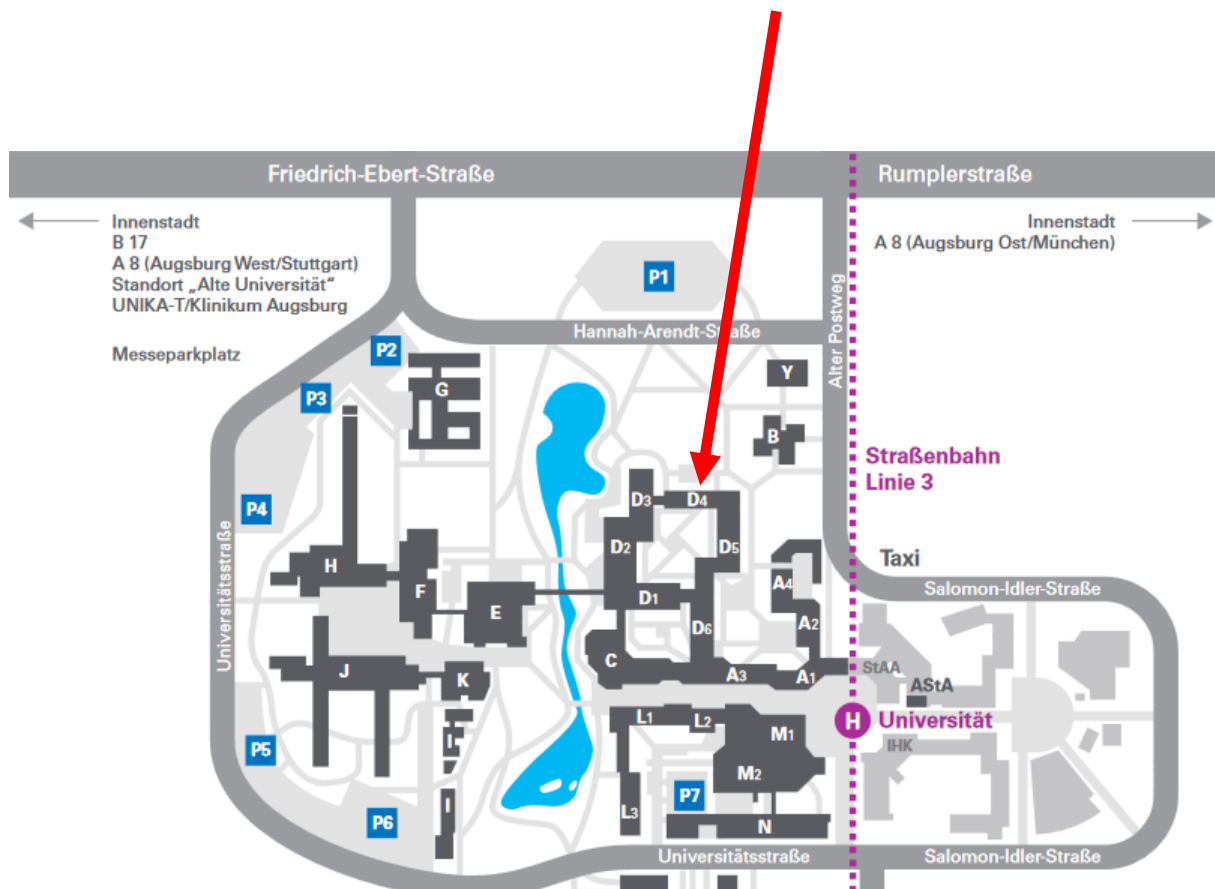 Friedrich-Ebert-Straße
Rumplerstraße
Innenstadt
B 17
A 8 (Augsburg West/Stuttgart)
Standort „Alte Universität“
UNIKA-T/Klinikum Augsburg
Messeparkplatz
Innenstadt
A 8 (Augsburg Ost/München)
P1
Hannah-Arendt-Straße
Alter Postweg
P2
G
Y
P3
B
Straßenbahn
Linie 3
P4
D3
D4
D2
D5
Universitätsstraße
H
F
E
D1
D6
A4
A2
Taxi
Salomon-Idler-Straße
J
K
C
A3
A1
StAA
AStA
L1
L2
M1
H
Universität
IHK
P5
I
M2
P7
P6
I
L3
N
Universitätsstraße
Salomon-Idler-Straße